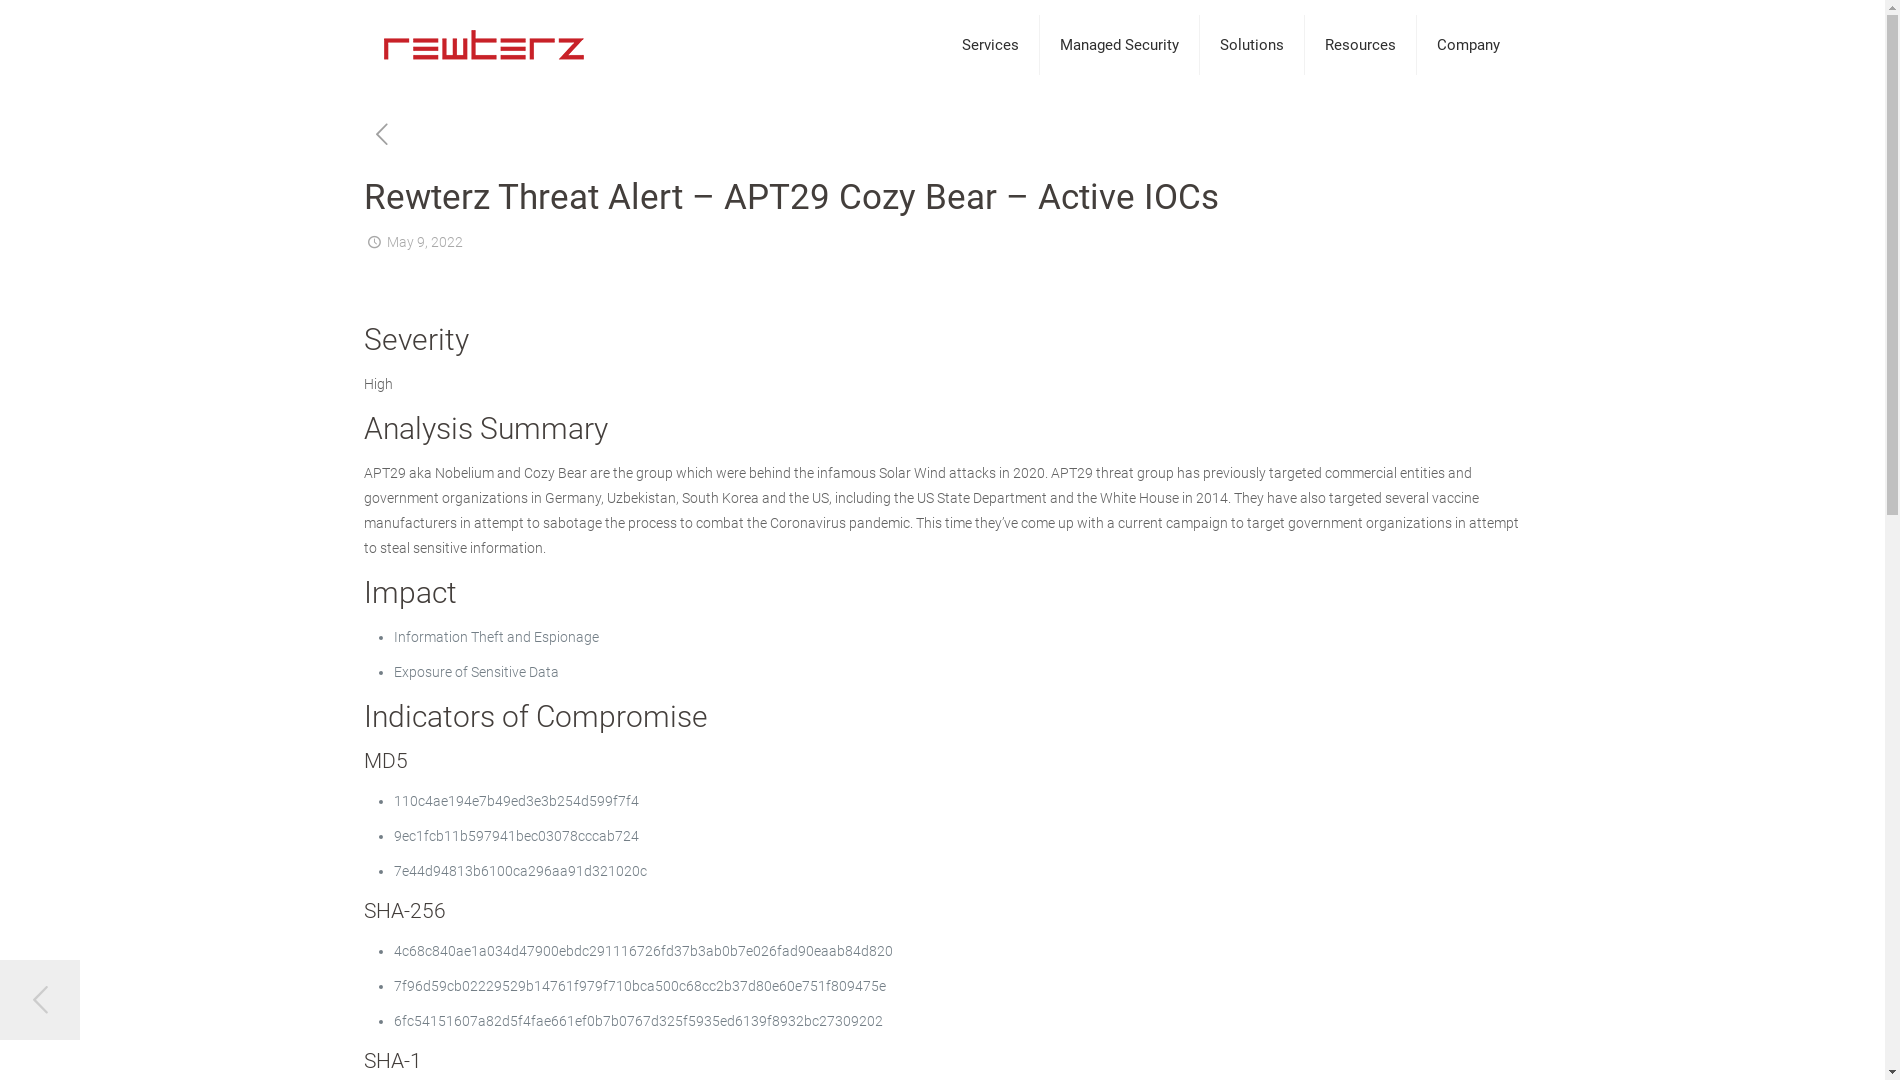 rewterz
Services
Managed Security
Solutions
Resources
Company
Rewterz Threat Alert – APT29 Cozy Bear – Active IOCs
May 9, 2022
Severity
High
Analysis Summary
APT29 aka Nobelium and Cozy Bear are the group which were behind the infamous Solar Wind attacks in 2020. APT29 threat group has previously targeted commercial entities and
government organizations in Germany, Uzbekistan, South Korea and the US, including the US State Department and the White House in 2014. They have also targeted several vaccine
manufacturers in attempt to sabotage the process to combat the Coronavirus pandemic. This time they've come up with a current campaign to target government organizations in attempt
to steal sensitive information.
Impact
• Information Theft and Espionage
• Exposure of Sensitive Data
Indicators of Compromise
MD5
• 110c4ae194e7b49ed3e3b254d599f7f4
• 9ec1fcb11b597941bec03078cccab724
• 7e44d94813b6100ca296aa91d321020c
SHA-256
• 4c68c840ae1a034d47900ebdc291116726fd37b3ab0b7e026fad90eaab84d820
• 7f96d59cb02229529b14761f979f710bca500c68cc2b37d80e60e751f809475e
• 6fc54151607a82d5f4fae661ef0b7b0767d325f5935ed6139f8932bc27309202
SHA-1